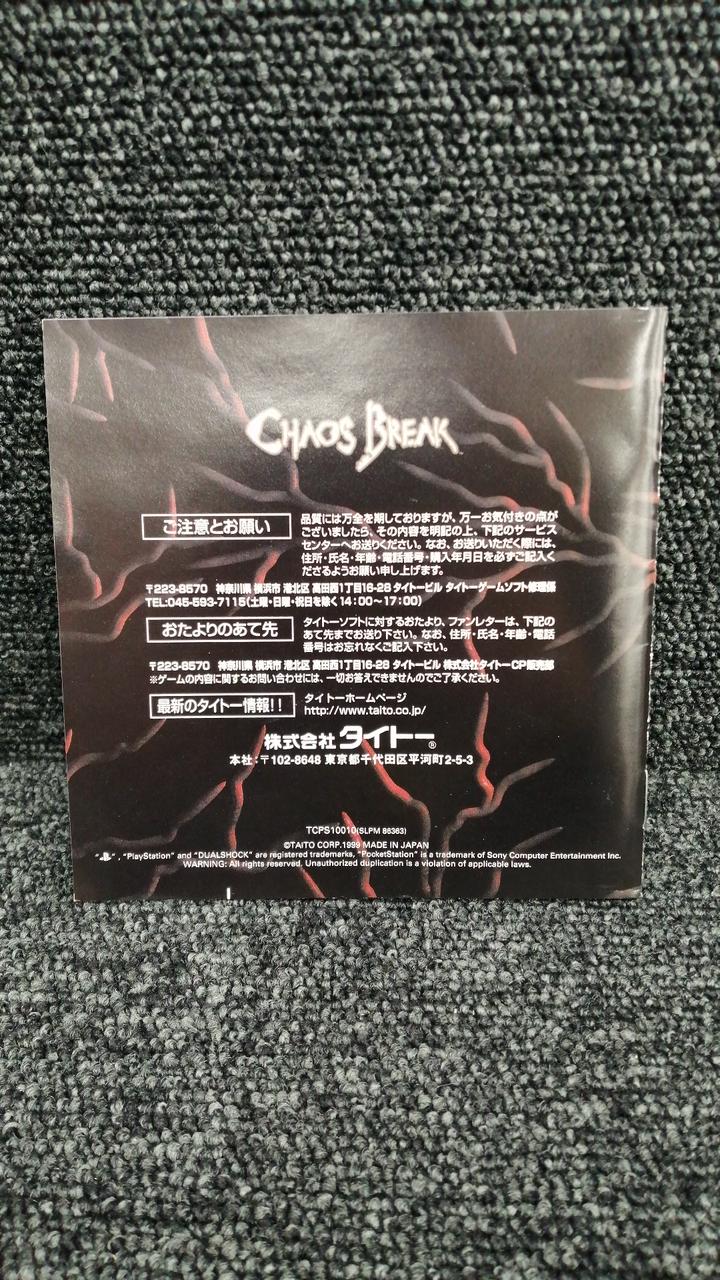 CHAOS BREAK
ご注意とお願い
品質には万全を期しておりますが、万一お気付きの点が
ございましたら、その内容を明記の上、下記のサービス
センターへお送りください。なお、お送りいただく際には、
住所・氏名・年齢・電話番号・購入年月日を必ずご記入く
ださるようお願い申し上げます。
〒223-8570 神奈川県 横浜市 港北区 高田西1丁目16-28 タイトービル タイトーゲームソフト修理係
TEL:045-593-7115(土曜・日曜・祝日を除く14:00~17:00)
おたよりのあて先
タイトーソフトに対するおたより、ファンレターは、下記の
あて先までお送り下さい。なお、住所・氏名・年齢・電話
番号はお忘れなくご記入下さい。
〒223-8570 神奈川県 横浜市 港北区 高田西1丁目16-28 タイトービル 株式会社タイトーCP販売部
※ゲームの内容に関するお問い合わせには、一切お答えできませんのでご了承ください。
最新のタイトー情報!!
タイトーホームページ
http://www.taito.co.jp/
株式会社タイトー®
本社:〒102-8648 東京都千代田区平河町2-5-3
TCPS10010(SLPM 86363)
©TAITO CORP.1999 MADE IN JAPAN
" ", "PlayStation" and "DUALSHOCK" are registered trademarks, "PocketStation" is a trademark of Sony Computer Entertainment Inc.
WARNING: All rights reserved. Unauthorized duplication is a violation of applicable laws.